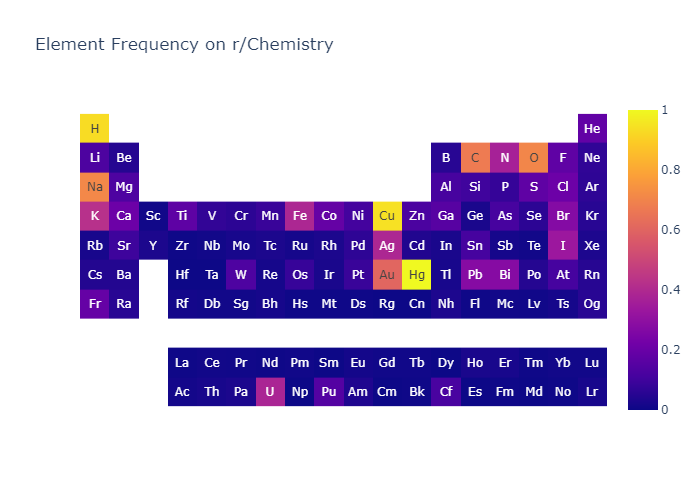 Element Frequency on r/Chemistry
H He
Li Be B C N O F Ne
Na Mg Al Si P S Cl Ar
K Ca Sc Ti V Cr Mn Fe Co Ni Cu Zn Ga Ge As Se Br Kr
Rb Sr Y Zr Nb Mo Tc Ru Rh Pd Ag Cd In Sn Sb Te I Xe
Cs Ba Hf Ta W Re Os Ir Pt Au Hg Tl Pb Bi Po At Rn
Fr Ra Rf Db Sg Bh Hs Mt Ds Rg Cn Nh Fl Mc Lv Ts Og
La Ce Pr Nd Pm Sm Eu Gd Tb Dy Ho Er Tm Yb Lu
Ac Th Pa U Np Pu Am Cm Bk Cf Es Fm Md No Lr
1
0.8
0.6
0.4
0.2
0